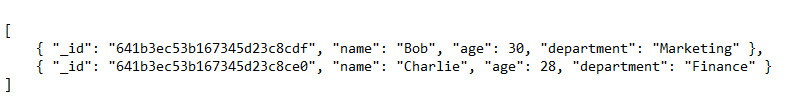 [
    { "_id": "641b3ec53b167345d23c8cdf", "name": "Bob", "age": 30, "department": "Marketing" },
    { "_id": "641b3ec53b167345d23c8ce0", "name": "Charlie", "age": 28, "department": "Finance" }
]